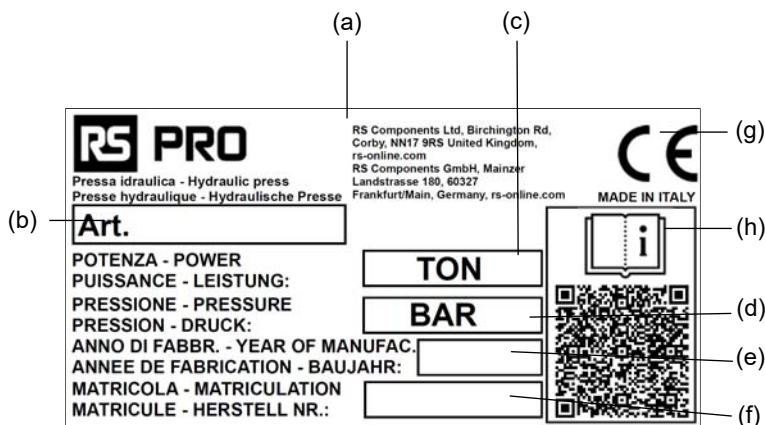 (a)
(c)
RS PRO
RS Components Ltd, Birchington Rd,
Corby, NN17 9RS United Kingdom,
rs-online.com
RS Components GmbH, Mainzer
Landstrasse 180, 60327
Frankfurt/Main, Germany, rs-online.com
CE
(g)
Pressa idraulica - Hydraulic press
Presse hydraulique - Hydraulische Presse
MADE IN ITALY
(b)
Art.
i
(h)
POTENZA - POWER
PUISSANCE - LEISTUNG:
TON
PRESSIONE - PRESSURE
PRESSION - DRUCK:
BAR
(d)
ANNO DI FABBR. - YEAR OF MANUFAC.
ANNEE DE FABRICATION - BAUJAHR:
(e)
MATRICOLA - MATRICULATION
MATRICULE - HERSTELL NR.:
(f)